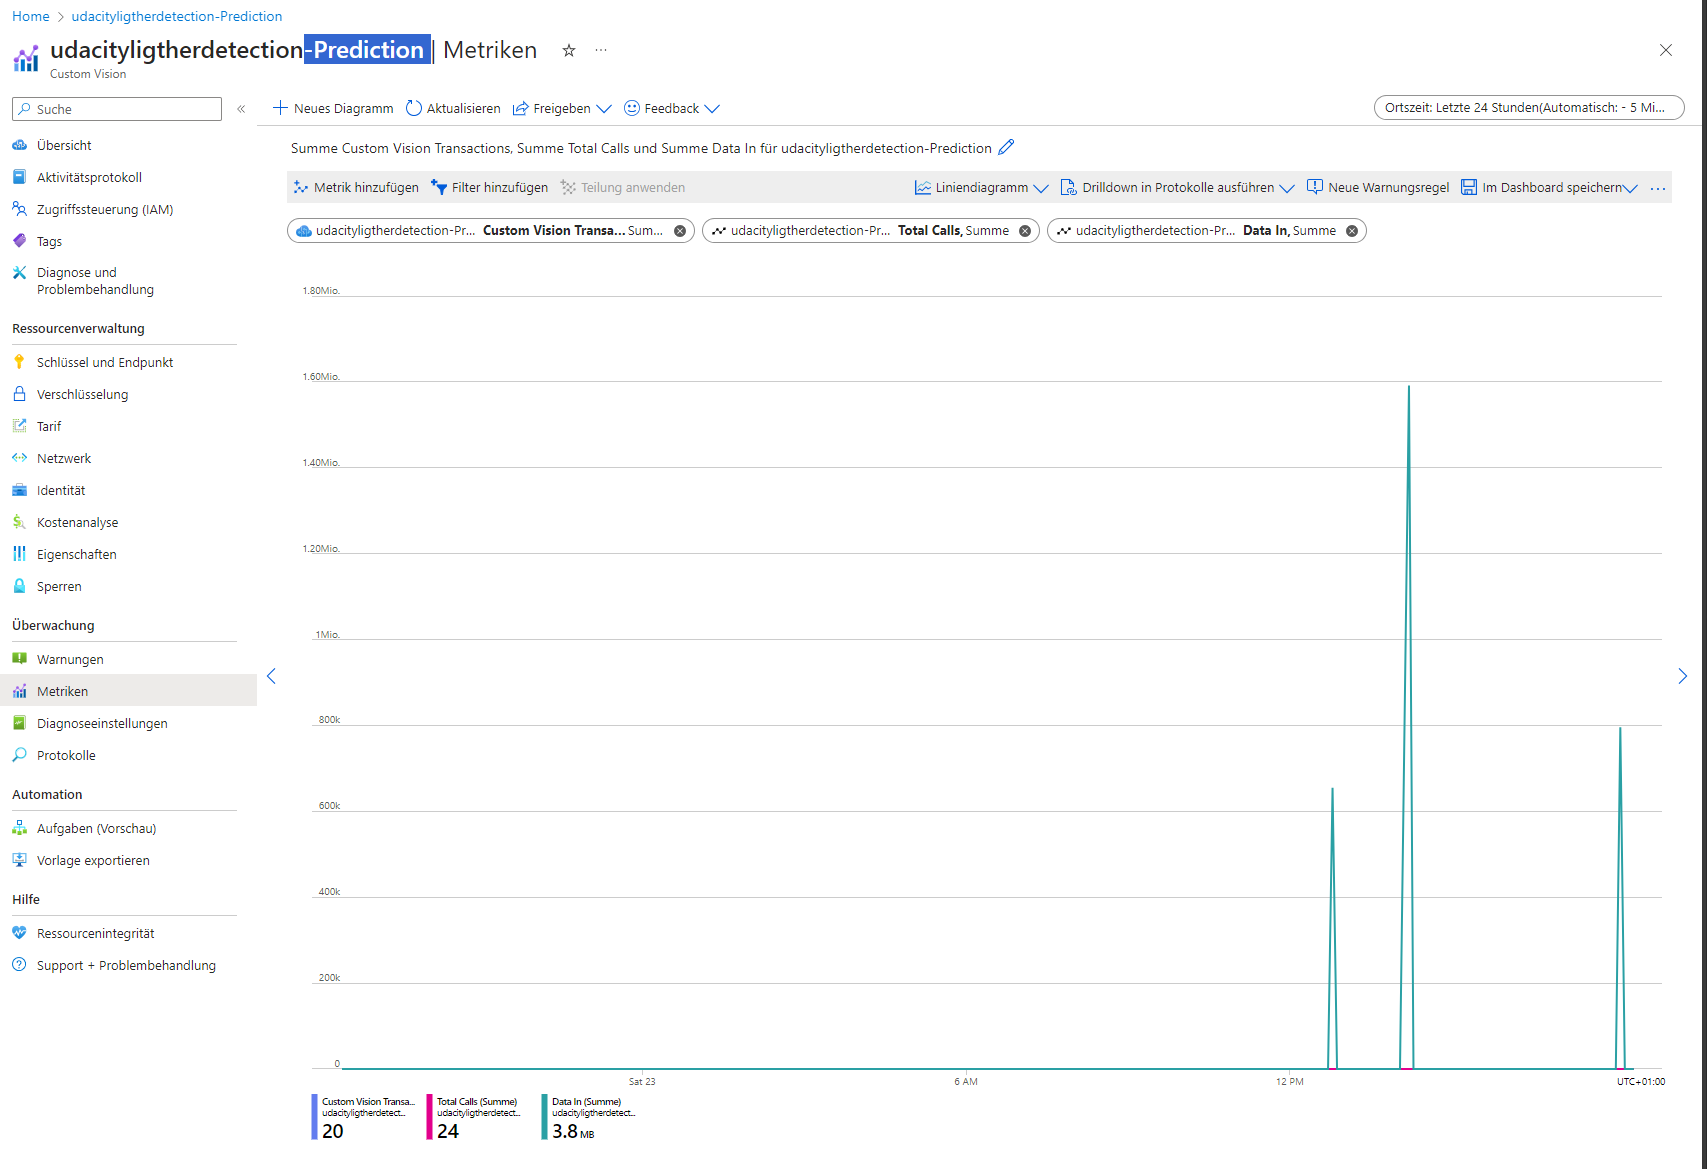 Home > udacityligtherdetection-Prediction
udacityligtherdetection-Prediction | Metriken
Custom Vision
Suche
Übersicht
Aktivitätsprotokoll
Zugriffssteuerung (IAM)
Tags
Diagnose und
Problembehandlung
Ressourcenverwaltung
Schlüssel und Endpunkt
Verschlüsselung
Tarif
Netzwerk
Identität
Kostenanalyse
Eigenschaften
Sperren
Überwachung
Warnungen
Metriken
Diagnoseeinstellungen
Protokolle
Automation
Aufgaben (Vorschau)
Vorlage exportieren
Hilfe
Ressourcenintegrität
Support + Problembehandlung
Neues Diagramm Aktualisieren Freigeben Feedback
Ortszeit: Letzte 24 Stunden(Automatisch: - 5 Mi...
Summe Custom Vision Transactions, Summe Total Calls und Summe Data In für udacityligtherdetection-Prediction
Metrik hinzufügen Filter hinzufügen Teilung anwenden Liniendiagramm Drilldown in Protokolle ausführen Neue Warnungsregel Im Dashboard speichern ...
udacityligtherdetection-Pr... Custom Vision Transa... Sum... udacityligtherdetection-Pr... Total Calls, Summe udacityligtherdetection-Pr... Data In, Summe
1.80Mio.
1.60Mio.
1.40Mio.
1.20Mio.
1Mio.
800k
600k
400k
200k
0
Sat 23 6 AM 12 PM UTC+01:00
Custom Vision Transa...
udacityligtherdetect...
20
Total Calls (Summe)
udacityligtherdetect...
24
Data In (Summe)
udacityligtherdetect...
3.8 MB